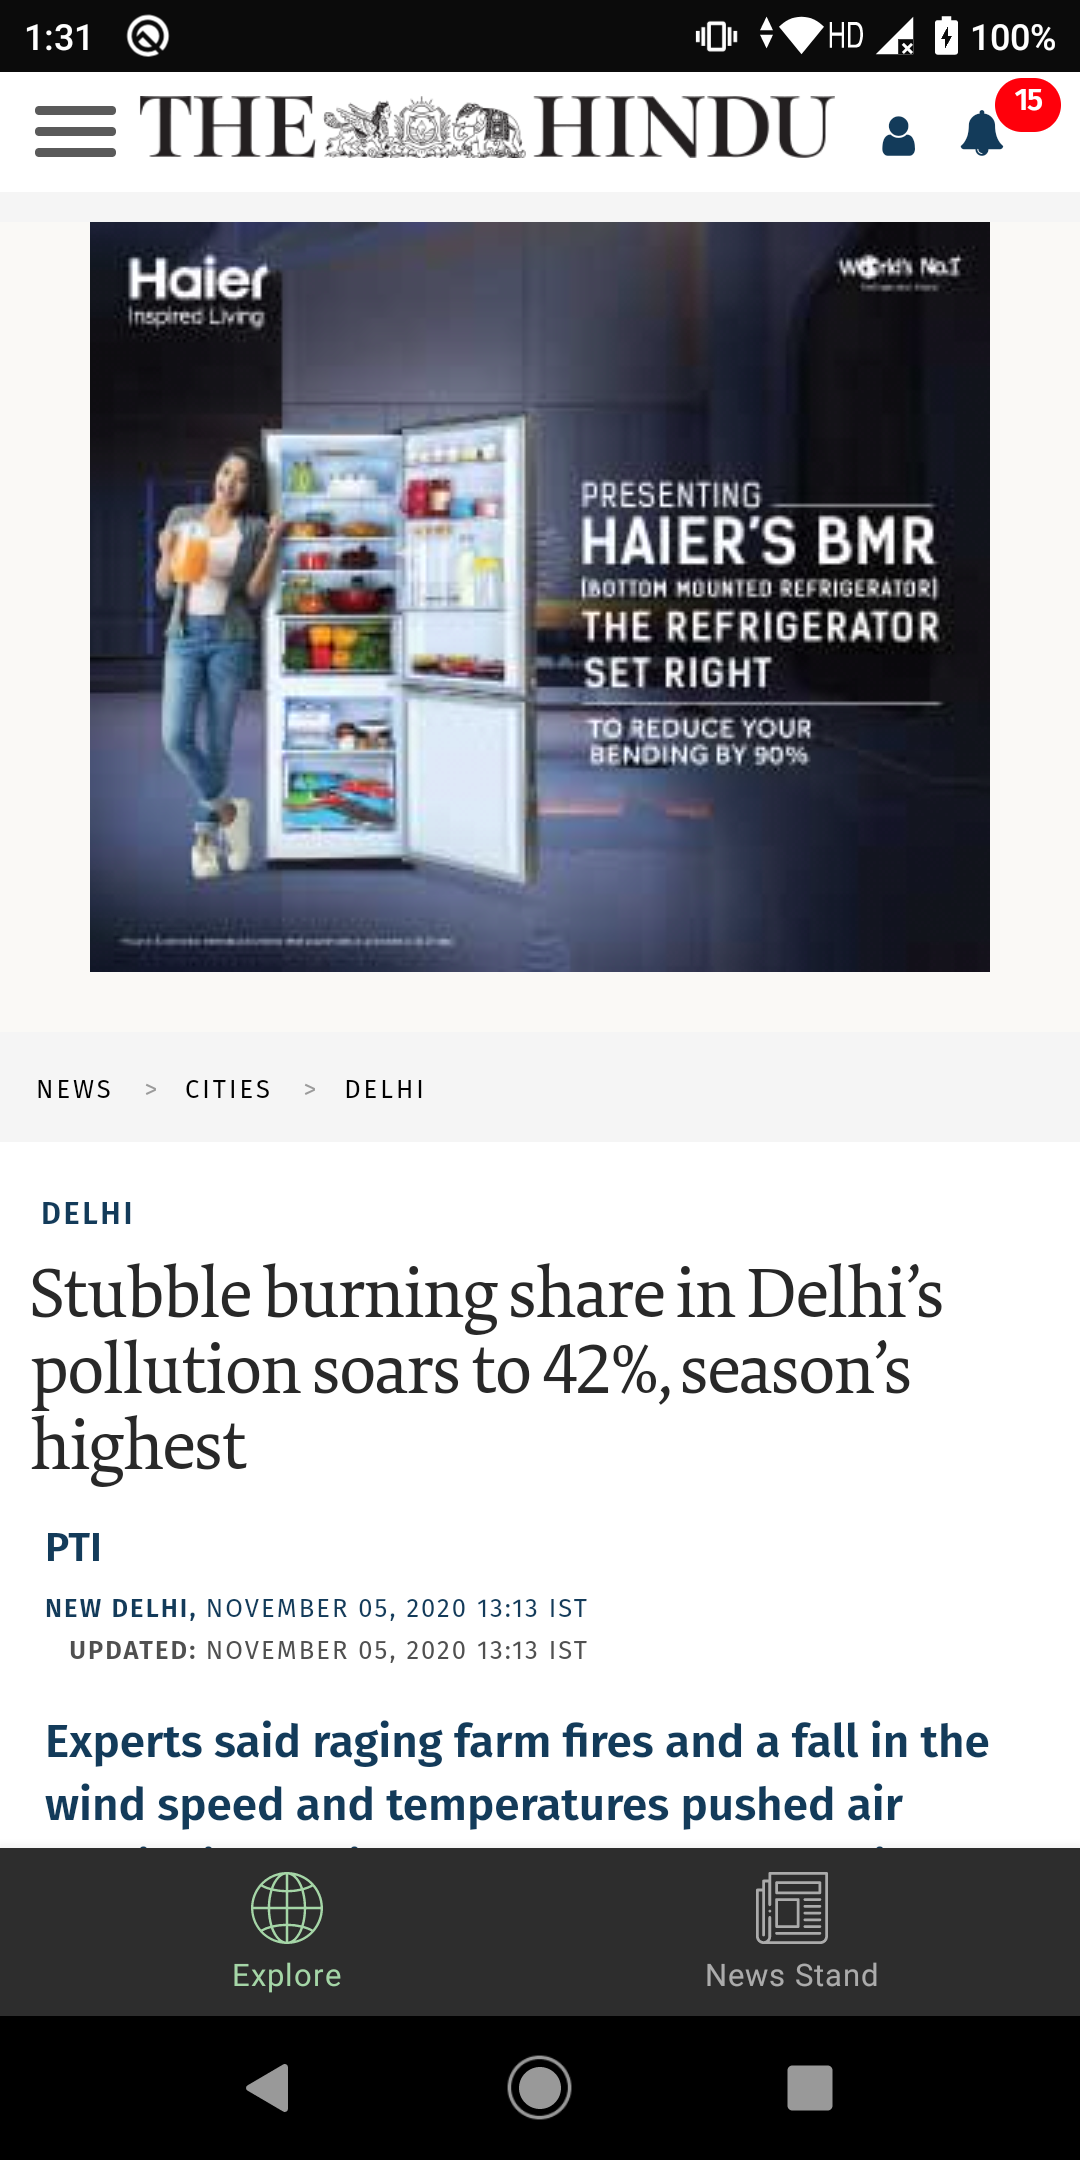 1:31 HD 100%
THE HINDU 15
Haier
Inspired Living
World's No.1
PRESENTING
HAIER'S BMR
(BOTTOM MOUNTED REFRIGERATOR)
THE REFRIGERATOR
SET RIGHT
TO REDUCE YOUR
BENDING BY 90%
NEWS > CITIES > DELHI
DELHI
Stubble burning share in Delhi’s
pollution soars to 42%, season’s
highest
PTI
NEW DELHI, NOVEMBER 05, 2020 13:13 IST
UPDATED: NOVEMBER 05, 2020 13:13 IST
Experts said raging farm fires and a fall in the
wind speed and temperatures pushed air
Explore News Stand